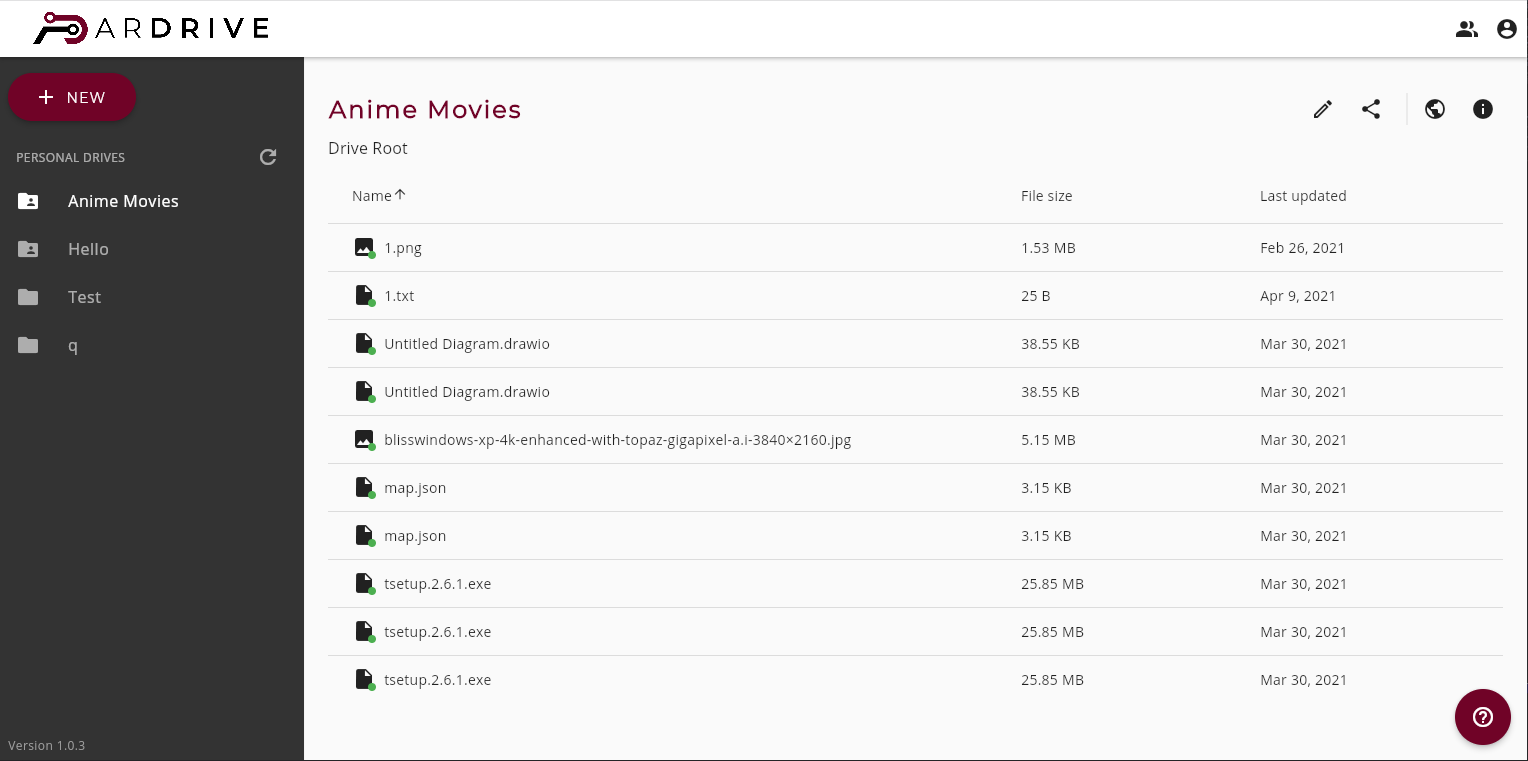 ARDRIVE
NEW
PERSONAL DRIVES
Anime Movies
Hello
Test
q
Version 1.0.3
Anime Movies
Drive Root
Name File size Last updated
1.png 1.53 MB Feb 26, 2021
1.txt 25 B Apr 9, 2021
Untitled Diagram.drawio 38.55 KB Mar 30, 2021
Untitled Diagram.drawio 38.55 KB Mar 30, 2021
blisswindows-xp-4k-enhanced-with-topaz-gigapixel-a.i-3840×2160.jpg 5.15 MB Mar 30, 2021
map.json 3.15 KB Mar 30, 2021
map.json 3.15 KB Mar 30, 2021
tsetup.2.6.1.exe 25.85 MB Mar 30, 2021
tsetup.2.6.1.exe 25.85 MB Mar 30, 2021
tsetup.2.6.1.exe 25.85 MB Mar 30, 2021